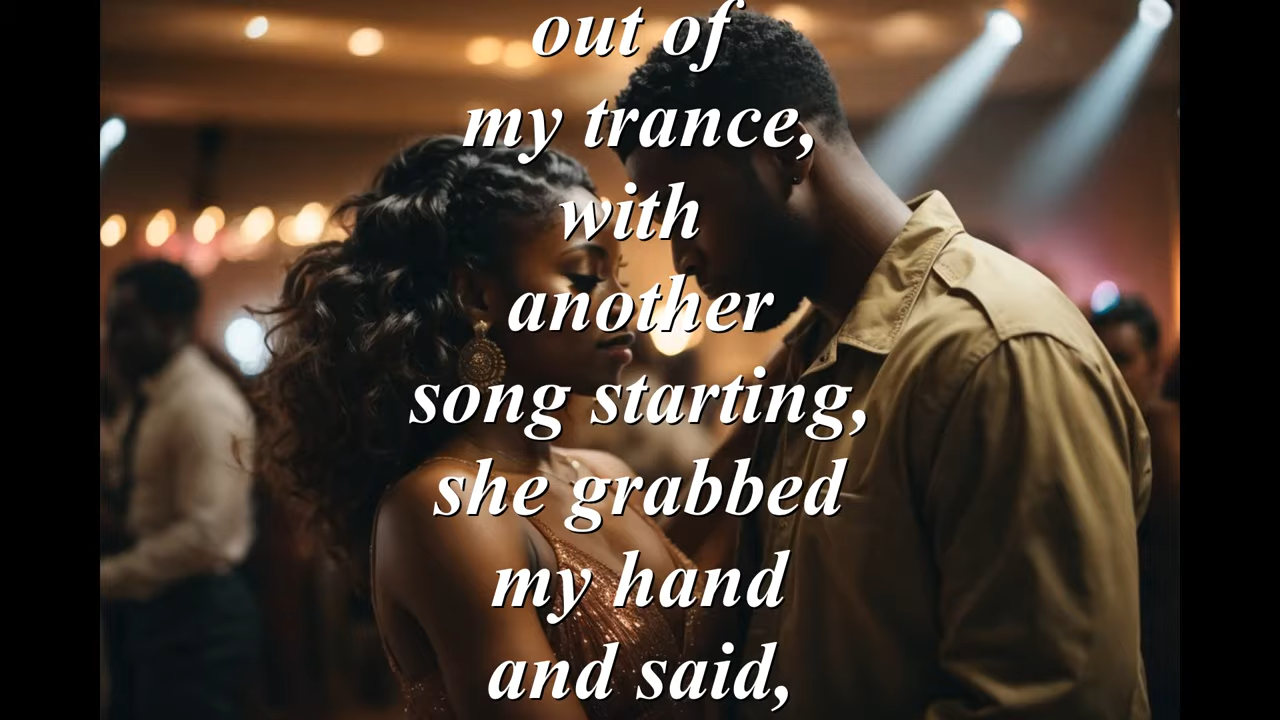 out of
my trance,
with
another
song starting,
she grabbed
my hand
and said,